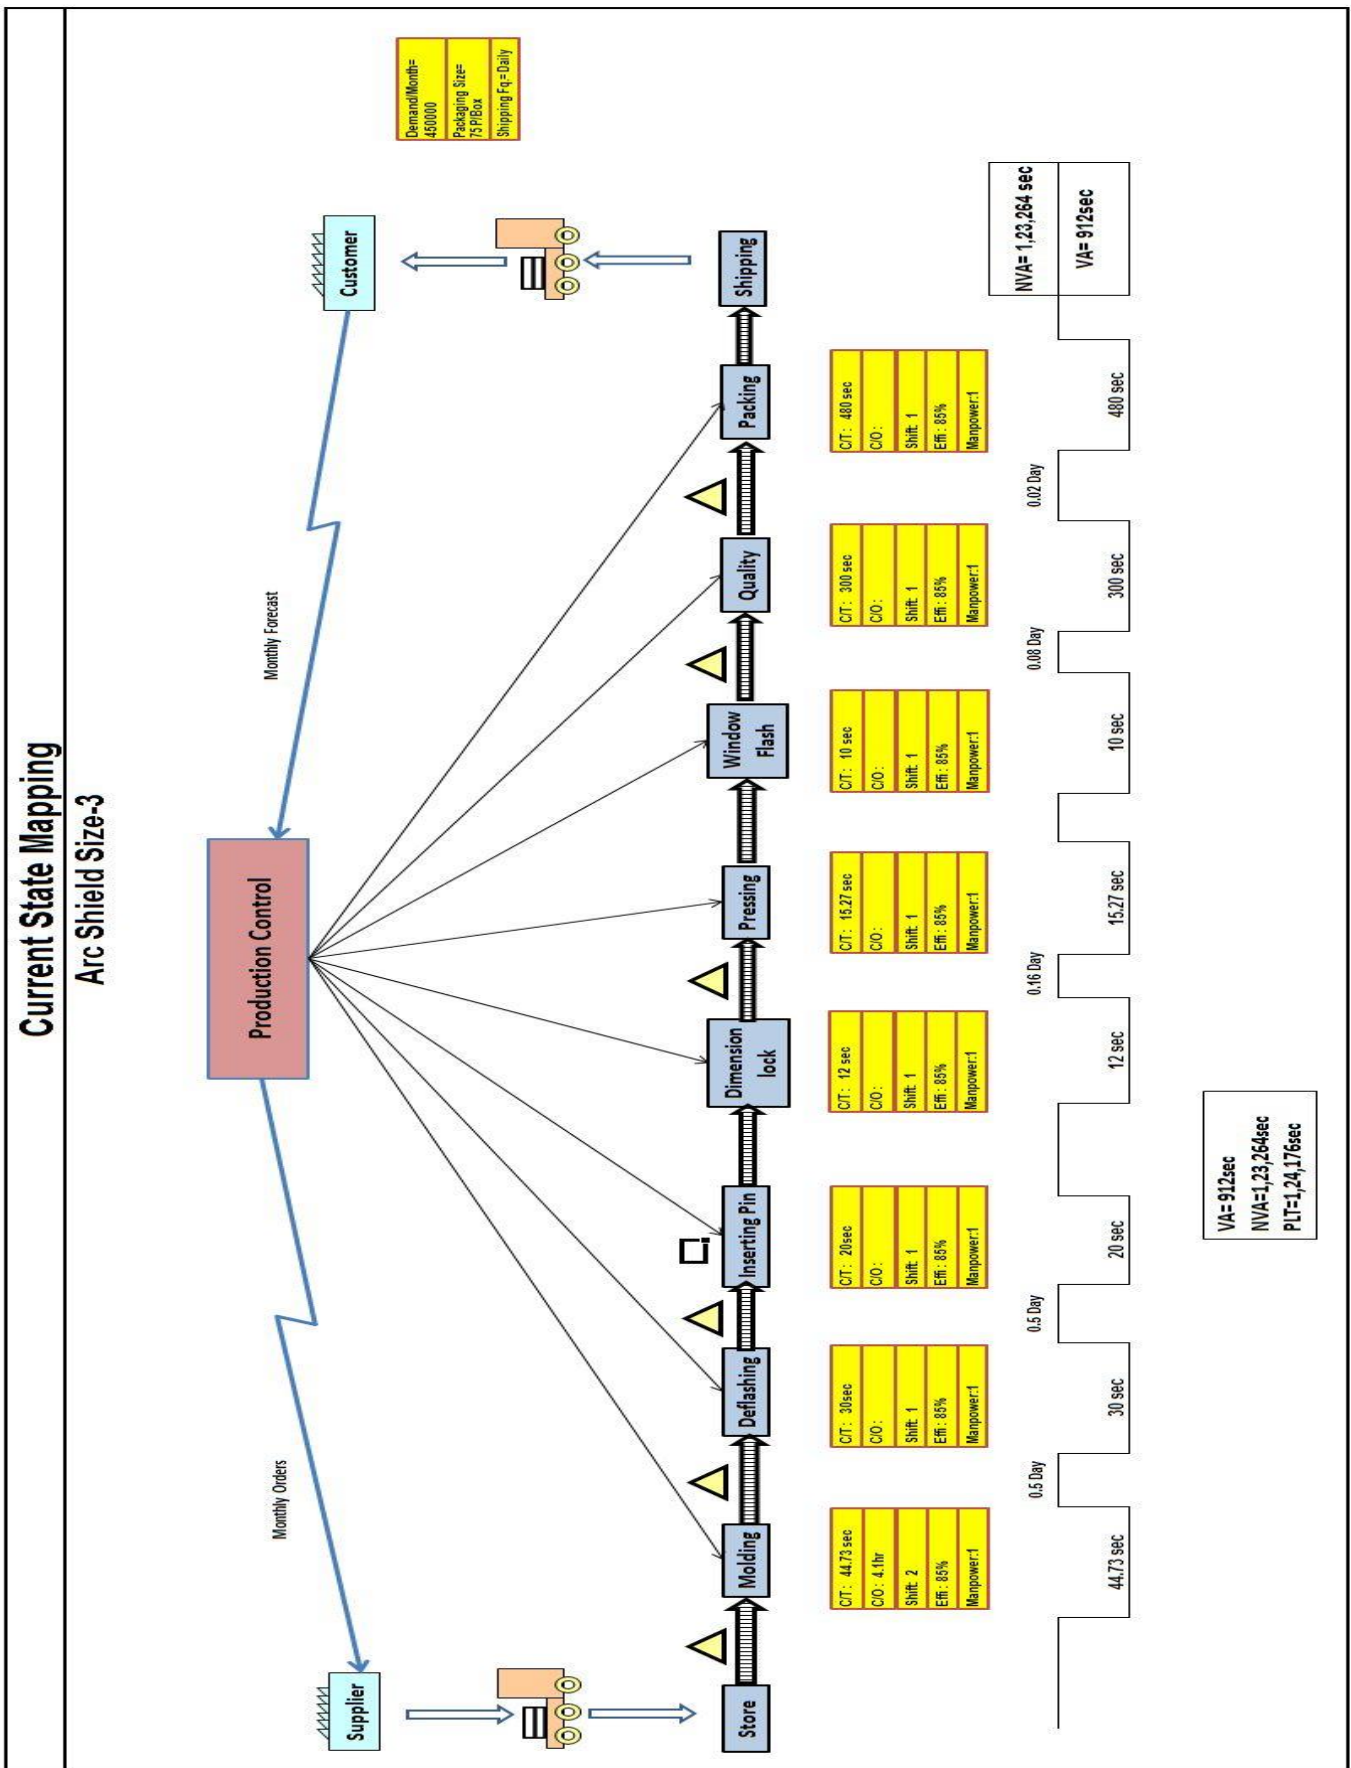 Current State Mapping
Arc Shield Size-3
Production Control
Monthly Orders
Monthly Forecast
Supplier
Customer
Demand/Month=
450000
Packaging Size=
75 P/Box
Shipping Fq.= Daily
Store
Molding
Deflashing
Inserting Pin
Dimension
lock
Pressing
Window
Flash
Quality
Packing
Shipping
C/T: 44.73 sec
C/O: 4.1hr
Shift: 2
Effi: 85%
Manpower:1
C/T: 30sec
C/O:
Shift: 1
Effi: 85%
Manpower:1
C/T: 20sec
C/O:
Shift: 1
Effi: 85%
Manpower:1
C/T: 12 sec
C/O:
Shift: 1
Effi: 85%
Manpower:1
C/T: 15.27 sec
C/O:
Shift: 1
Effi: 85%
Manpower:1
C/T: 10 sec
C/O:
Shift: 1
Effi: 85%
Manpower:1
C/T: 300 sec
C/O:
Shift: 1
Effi: 85%
Manpower:1
C/T: 480 sec
C/O:
Shift: 1
Effi: 85%
Manpower:1
0.5 Day
0.5 Day
0.16 Day
0.08 Day
0.02 Day
NVA= 1,23,264 sec
44.73 sec
30 sec
20 sec
12 sec
15.27 sec
10 sec
300 sec
480 sec
VA= 912sec
VA= 912sec
NVA=1,23,264sec
PLT=1,24,176sec